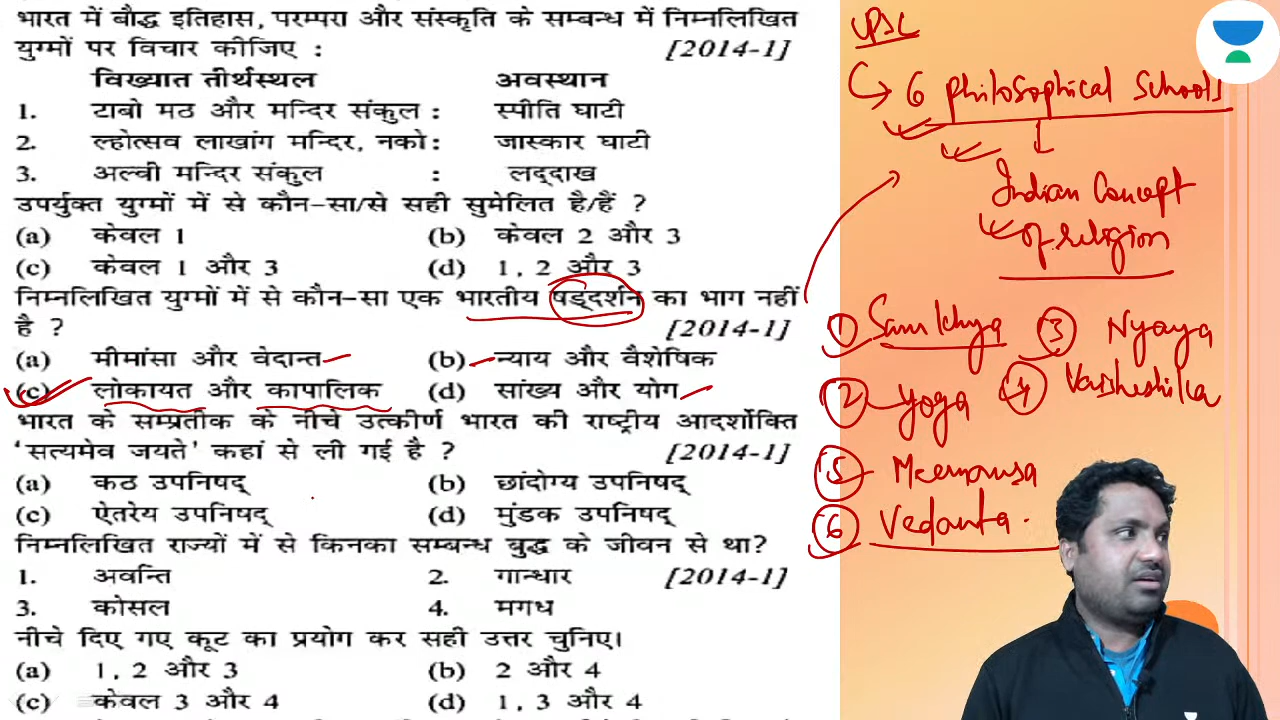 भारत में बौद्ध इतिहास, परम्परा और संस्कृति के सम्बन्ध में निम्नलिखित
युग्मों पर विचार कीजिए : [2014-1]
विख्यात तीर्थस्थल अवस्थान
1. टाबो मठ और मन्दिर संकुल : स्पीति घाटी
2. ल्होत्सव लाखांग मन्दिर, नको: जास्कार घाटी
3. अल्ची मन्दिर संकुल : लद्दाख
उपर्युक्त युग्मों में से कौन-सा/से सही सुमेलित है/हैं ?
(a) केवल 1 (b) केवल 2 और 3
(c) केवल 1 और 3 (d) 1, 2 और 3
निम्नलिखित युग्मों में से कौन-सा एक भारतीय षड्दर्शन का भाग नहीं
है ? [2014-1]
(a) मीमांसा और वेदान्त (b) न्याय और वैशेषिक
(c) लोकायत और कापालिक (d) सांख्य और योग
भारत के सम्प्रतीक के नीचे उत्कीर्ण भारत की राष्ट्रीय आदर्शोक्ति
'सत्यमेव जयते' कहां से ली गई है ? [2014-1]
(a) कठ उपनिषद् (b) छांदोग्य उपनिषद्
(c) ऐतरेय उपनिषद् (d) मुंडक उपनिषद्
निम्नलिखित राज्यों में से किनका सम्बन्ध बुद्ध के जीवन से था?
1. अवन्ति 2. गान्धार [2014-1]
3. कोसल 4. मगध
नीचे दिए गए कूट का प्रयोग कर सही उत्तर चुनिए।
(a) 1, 2 और 3 (b) 2 और 4
(c) केवल 3 और 4 (d) 1, 3 और 4
UPSC
6 philosophical Schools
Indian Concept
of religion
1 Samkhya 3 Nyaya
2 Yoga 4 Vaisheshika
5 Meemansa
6 Vedanta